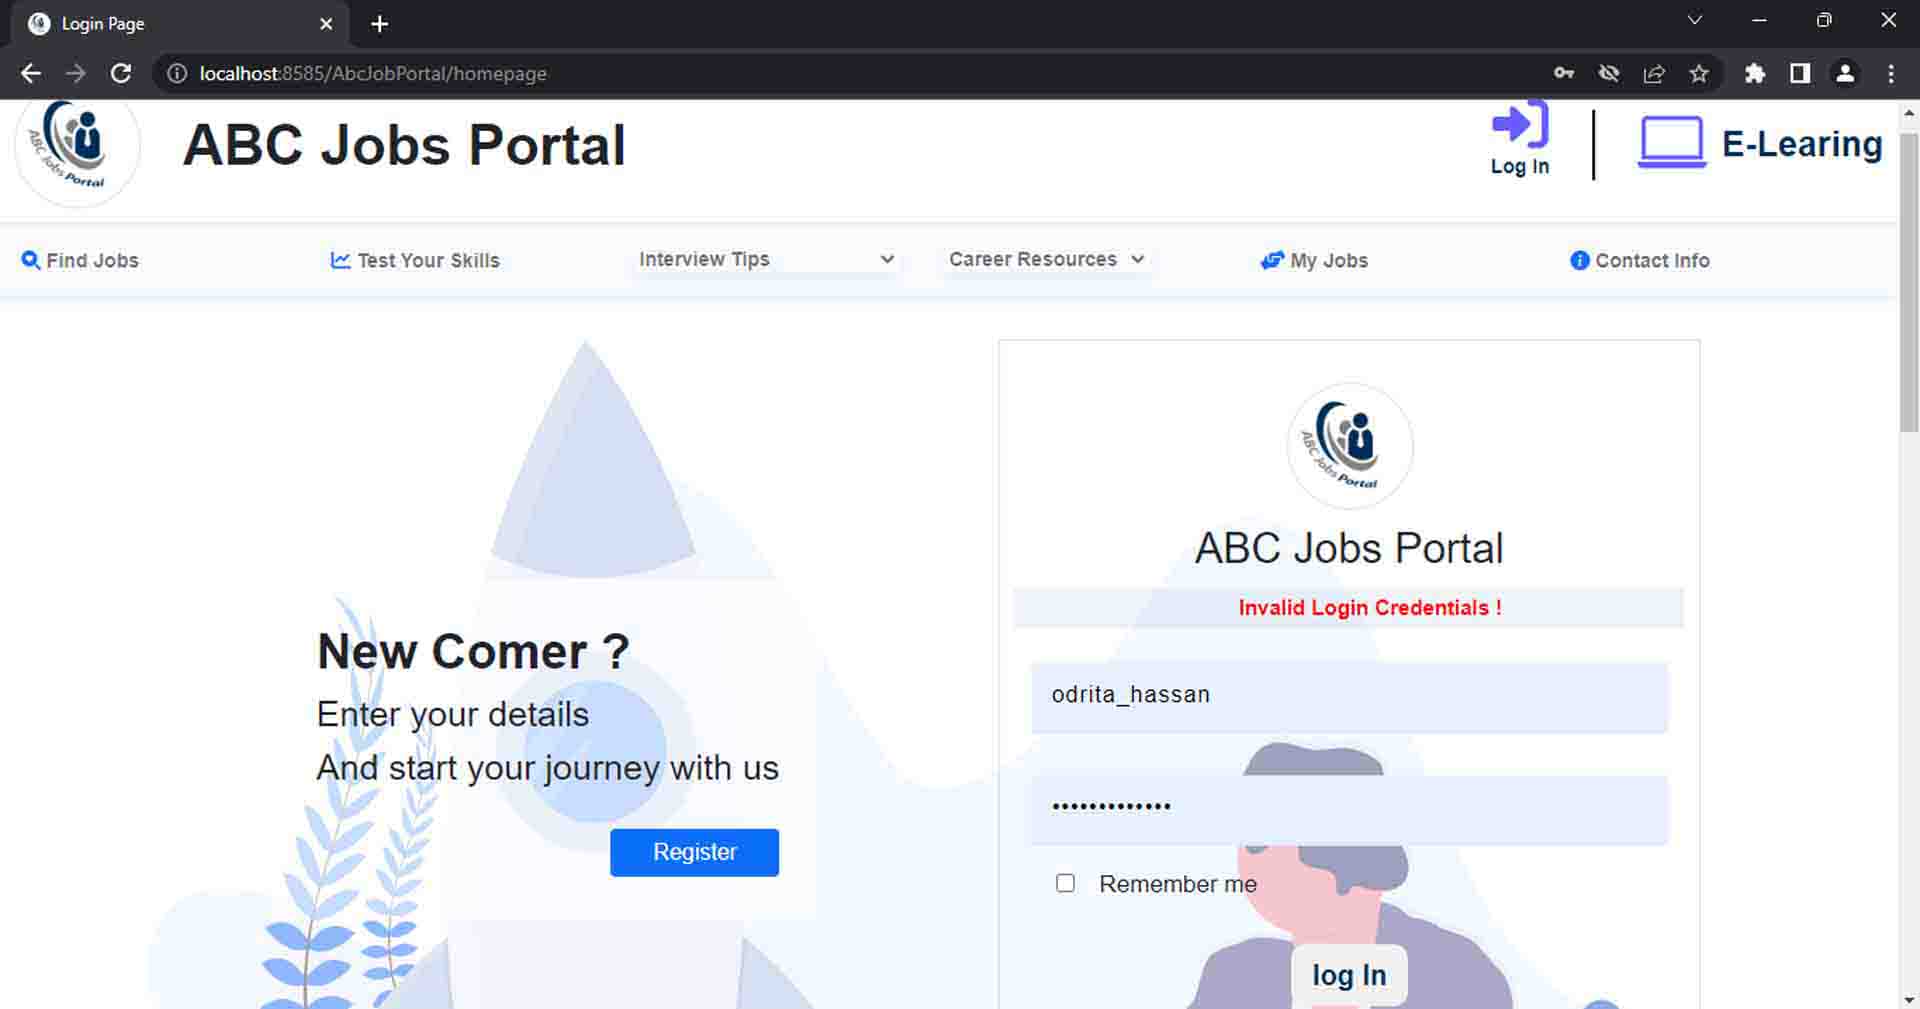 Login Page
localhost:8585/AbcJobPortal/homepage
ABC Jobs Portal
ABC Jobs Portal
Log In
E-Learing
Find Jobs
Test Your Skills
Interview Tips
Career Resources
My Jobs
Contact Info
ABC Jobs Portal
ABC Jobs Portal
Invalid Login Credentials !
New Comer ?
odrita_hassan
Enter your details
And start your journey with us
•••••••••••••
Register
Remember me
log In